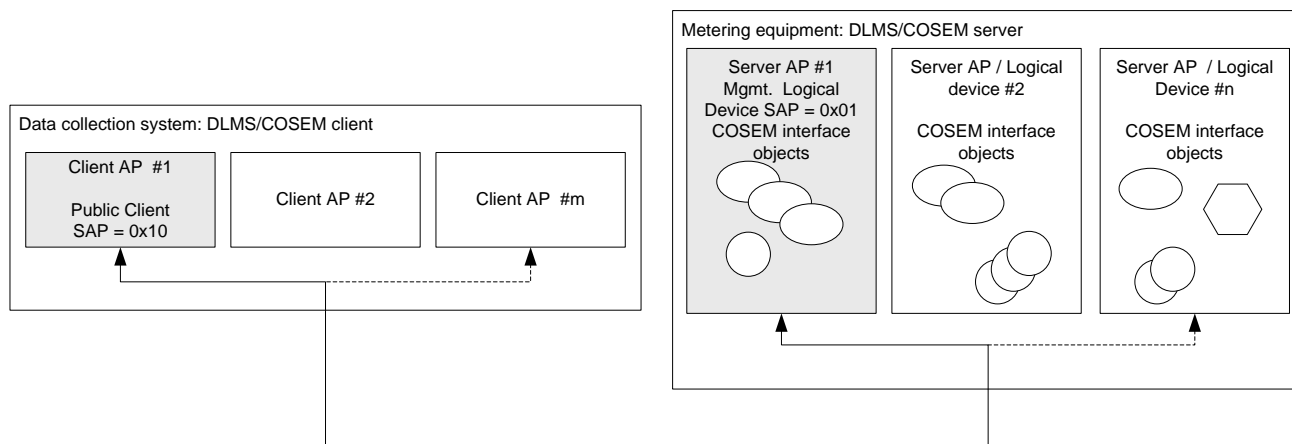 Data collection system: DLMS/COSEM client
Client AP #1
Public Client
SAP = 0x10
Client AP #2
Client AP #m
Metering equipment: DLMS/COSEM server
Server AP #1
Mgmt. Logical
Device SAP = 0x01
COSEM interface
objects
Server AP / Logical
device #2
COSEM interface
objects
Server AP / Logical
Device #n
COSEM interface
objects